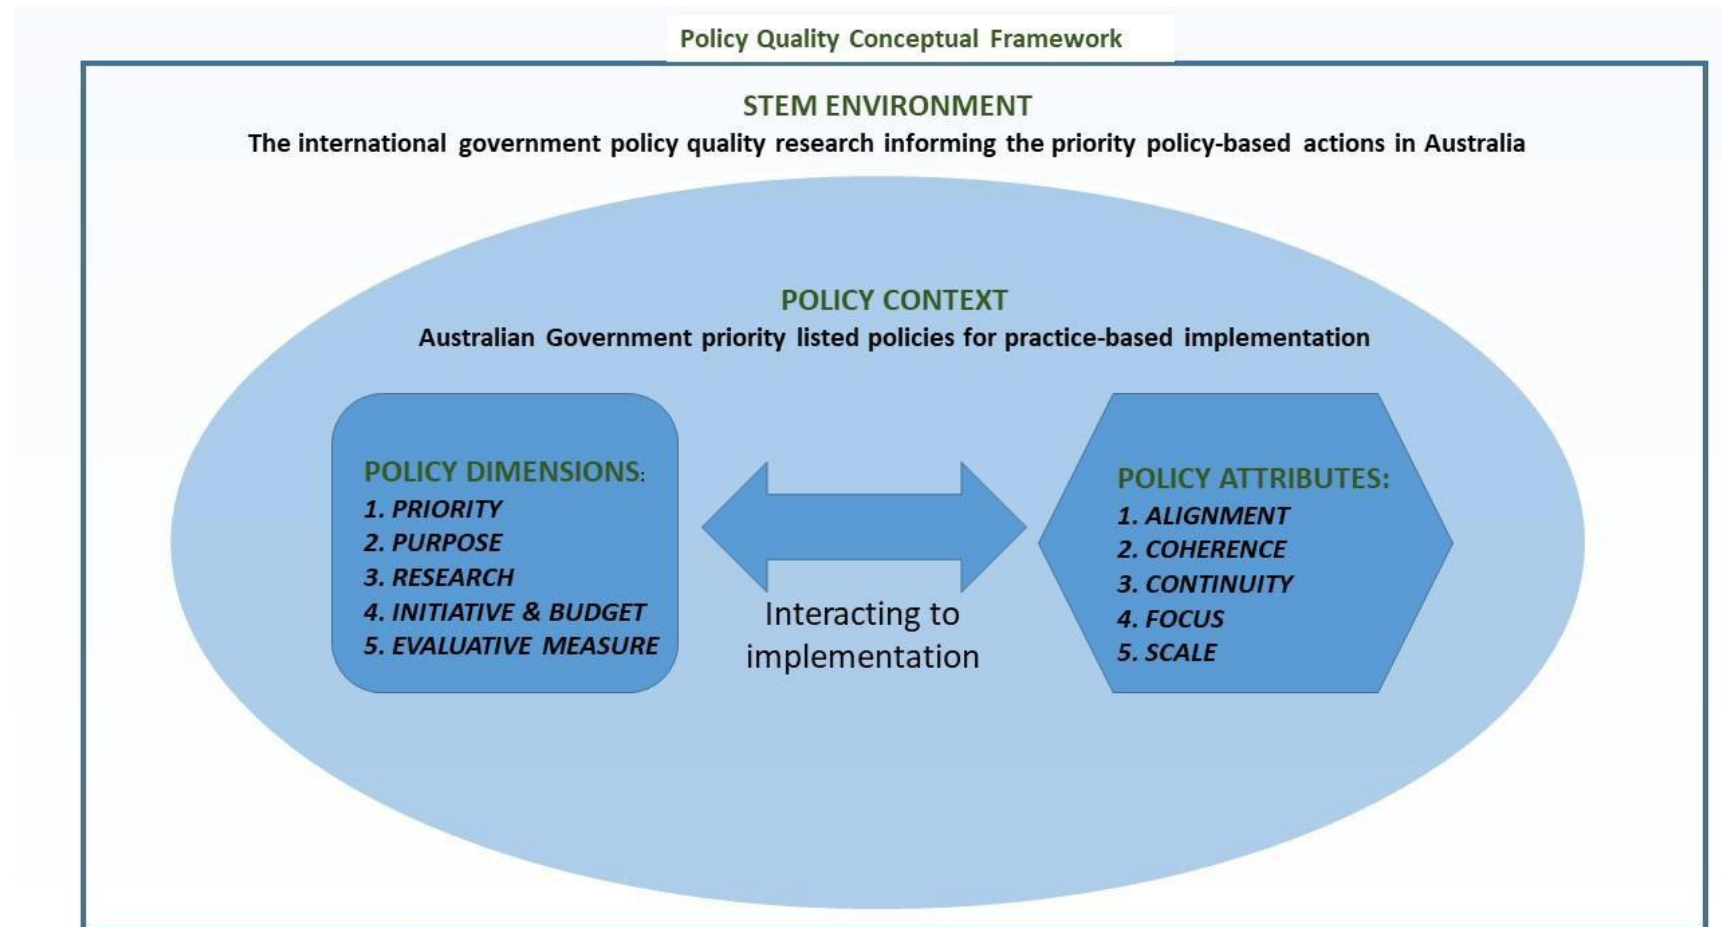 Policy Quality Conceptual Framework
STEM ENVIRONMENT
The international government policy quality research informing the priority policy-based actions in Australia
POLICY CONTEXT
Australian Government priority listed policies for practice-based implementation
POLICY DIMENSIONS:
1. PRIORITY
2. PURPOSE
3. RESEARCH
4. INITIATIVE & BUDGET
5. EVALUATIVE MEASURE
Interacting to
implementation
POLICY ATTRIBUTES:
1. ALIGNMENT
2. COHERENCE
3. CONTINUITY
4. FOCUS
5. SCALE